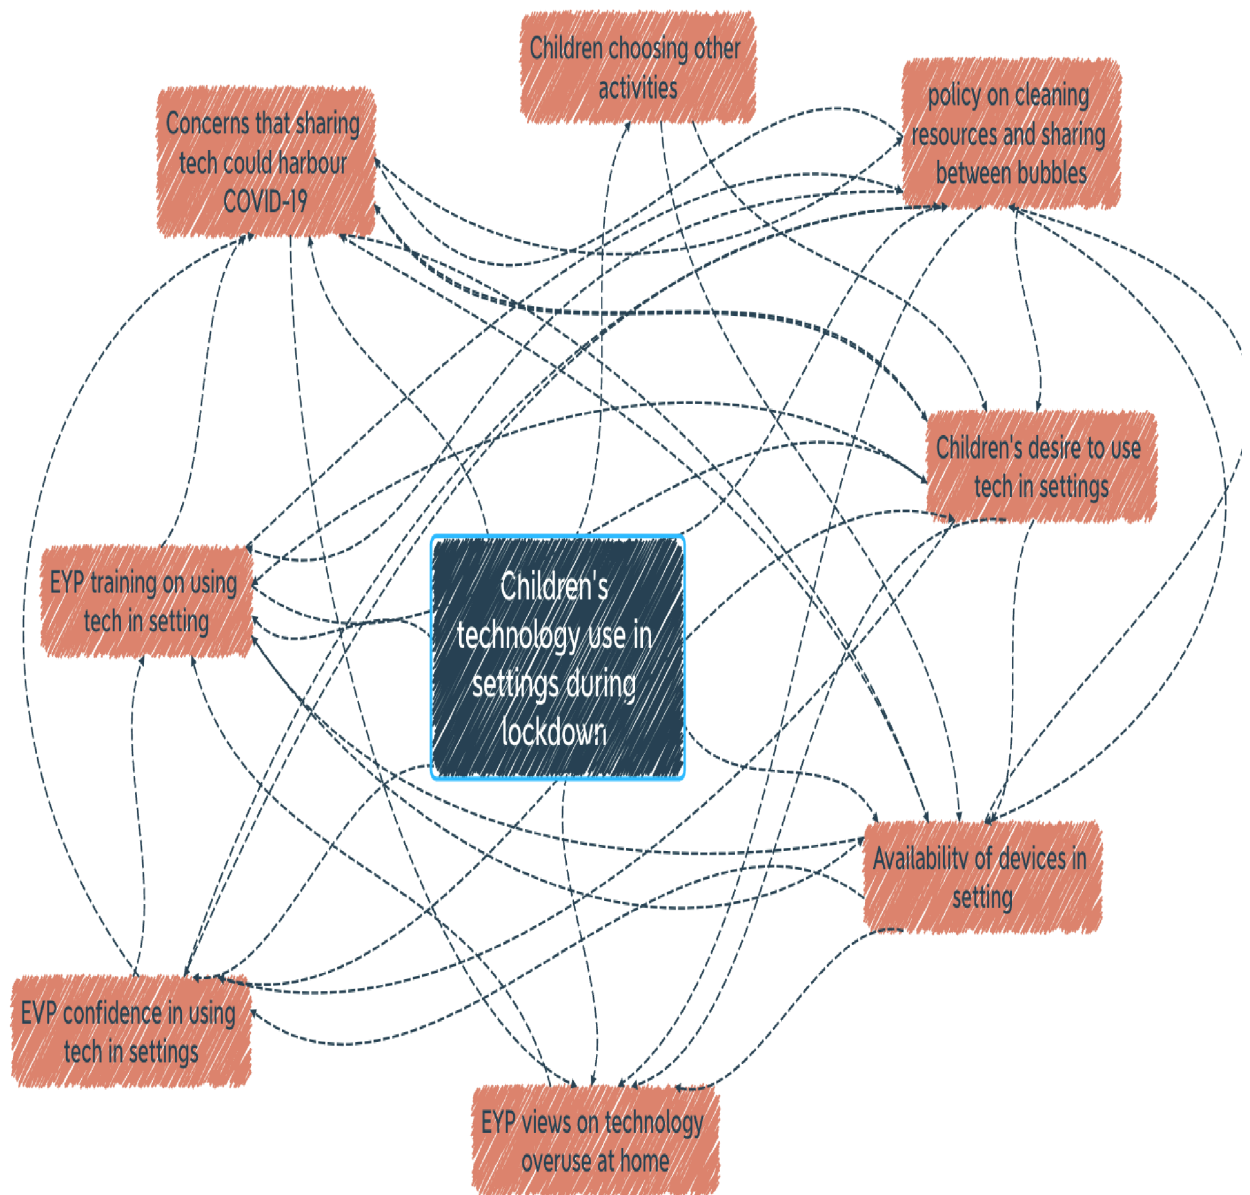 Children choosing other
activities
policy on cleaning
resources and sharing
between bubbles
Concerns that sharing
tech could harbour
COVID-19
Children's desire to use
tech in settings
EYP training on using
tech in setting
Children's
technology use in
settings during
lockdown
Availability of devices in
setting
EVP confidence in using
tech in settings
EYP views on technology
overuse at home